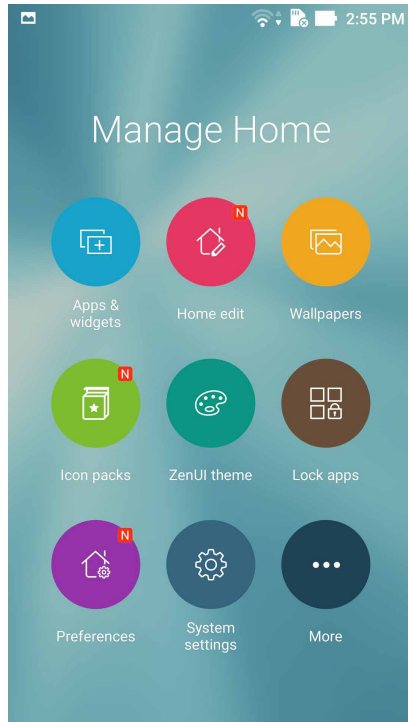 2:55 PM
Manage Home
N
Apps &
widgets
Home edit
Wallpapers
N
Icon packs
ZenUI theme
Lock apps
N
Preferences
System
settings
More